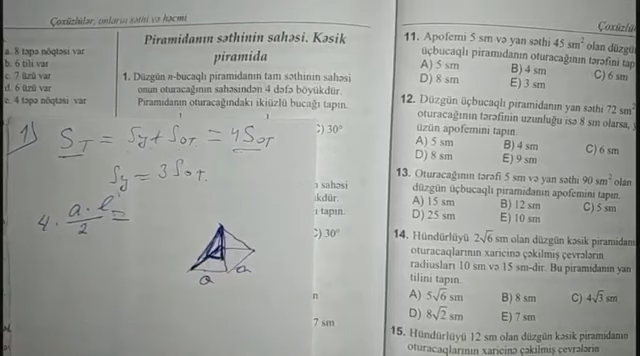 Çoxüzlülər, onların səthi və həcmi
a. 8 təpə nöqtəsi var
b. 6 tili var
c. 7 üzü var
d. 6 üzü var
e. 4 təpə nöqtəsi var
Piramidanın səthinin sahəsi. Kəsik
piramida
1. Düzgün n-bucaqlı piramidanın tam səthinin sahəsi
onun oturacağının sahəsindən 4 dəfə böyükdür.
Piramidanın oturacağındakı ikiüzlü bucağı tapın.
C) 30°
1) S_T = S_y + S_OT = 4S_OT
S_y = 3S_OT.
4 · a · l / 2 =
a a
sahəsi
tapın.
C) 30°
7 sm
Çoxüzlü
11. Apofemi 5 sm və yan səthi 45 sm² olan düzgün
üçbucaqlı piramidanın oturacağının tərəfini tap
A) 5 sm B) 4 sm C) 6 sm
D) 8 sm E) 3 sm
12. Düzgün üçbucaqlı piramidanın yan səthi 72 sm²
oturacağının tərəfinin uzunluğu isə 8 sm olarsa,
üzün apofemini tapın.
A) 5 sm B) 4 sm C) 6 sm
D) 8 sm E) 9 sm
13. Oturacağının tərəfi 5 sm və yan səthi 90 sm² olan
düzgün üçbucaqlı piramidanın apofemini tapın.
A) 15 sm B) 12 sm C) 5 sm
D) 25 sm E) 10 sm
14. Hündürlüyü 2√6 sm olan düzgün kəsik piramidanın
oturacaqlarının xaricinə çəkilmiş çevrələrin
radiusları 10 sm və 15 sm-dir. Bu piramidanın yan
tilini tapın.
A) 5√6 sm B) 8 sm C) 4√3 sm
D) 8√2 sm E) 7 sm
15. Hündürlüyü 12 sm olan düzgün kəsik piramidanın
oturacaqlarının xaricinə çəkilmiş çevrələrin